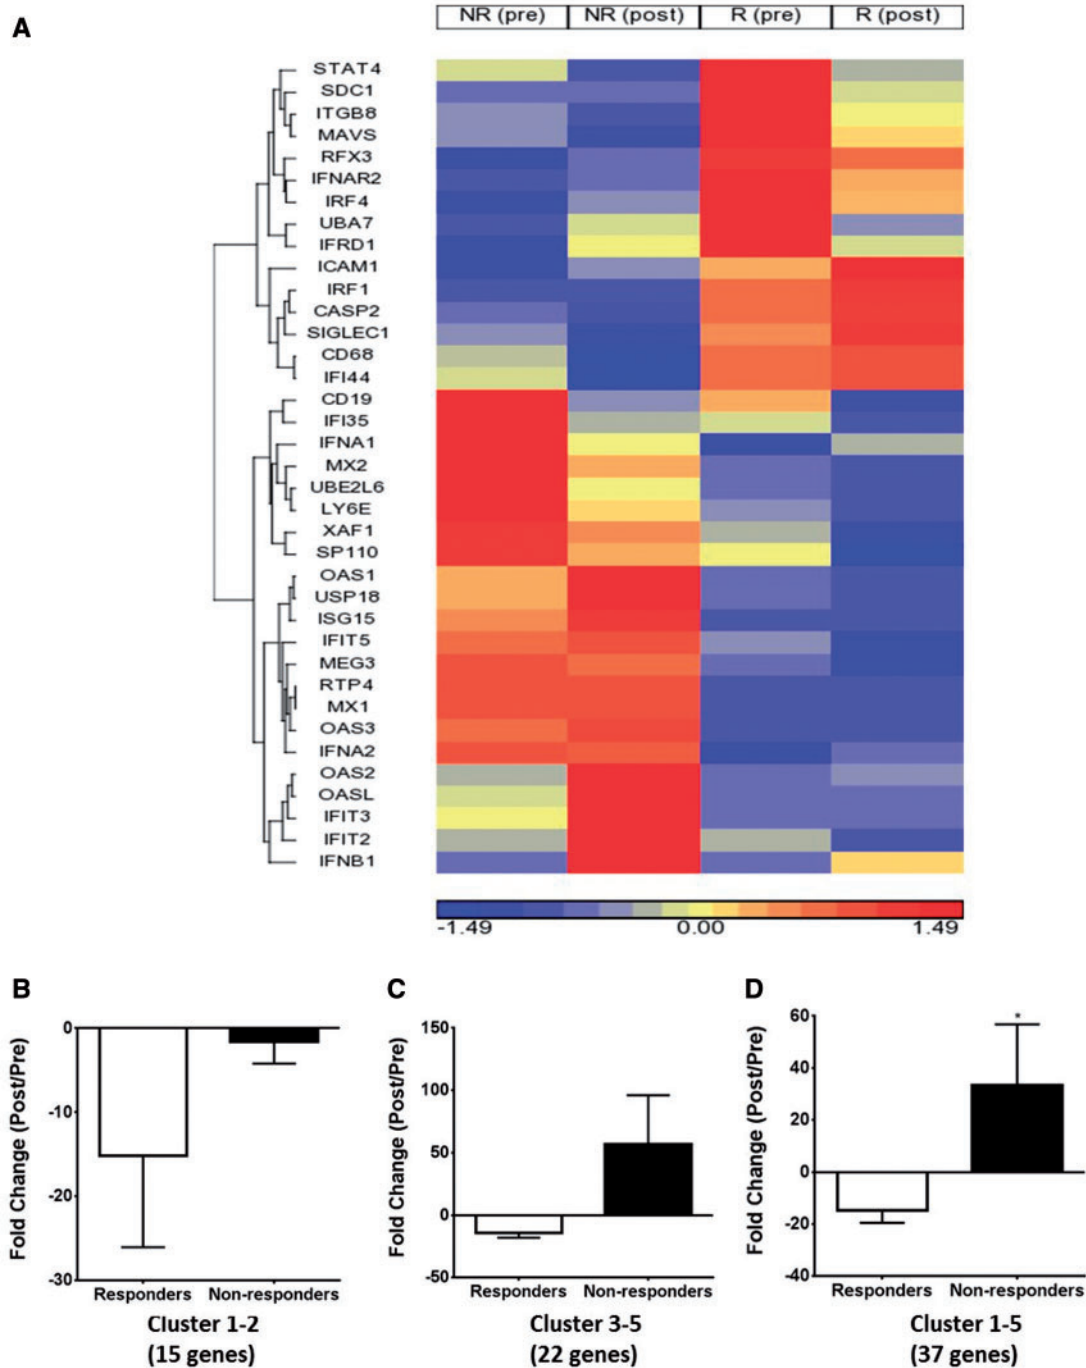 A
NR (pre) NR (post) R (pre) R (post)
STAT4
SDC1
ITGB8
MAVS
RFX3
IFNAR2
IRF4
UBA7
IFRD1
ICAM1
IRF1
CASP2
SIGLEC1
CD68
IFI44
CD19
IFI35
IFNA1
MX2
UBE2L6
LY6E
XAF1
SP110
OAS1
USP18
ISG15
IFIT5
MEG3
RTP4
MX1
OAS3
IFNA2
OAS2
OASL
IFIT3
IFIT2
IFNB1
-1.49 0.00 1.49
B
Fold Change (Post/Pre)
0
-10
-20
-30
Responders Non-responders
Cluster 1-2
(15 genes)
C
Fold Change (Post/Pre)
150
100
50
0
-50
Responders Non-responders
Cluster 3-5
(22 genes)
D
Fold Change (Post/Pre)
60
40
20
0
-20
-40
*
Responders Non-responders
Cluster 1-5
(37 genes)